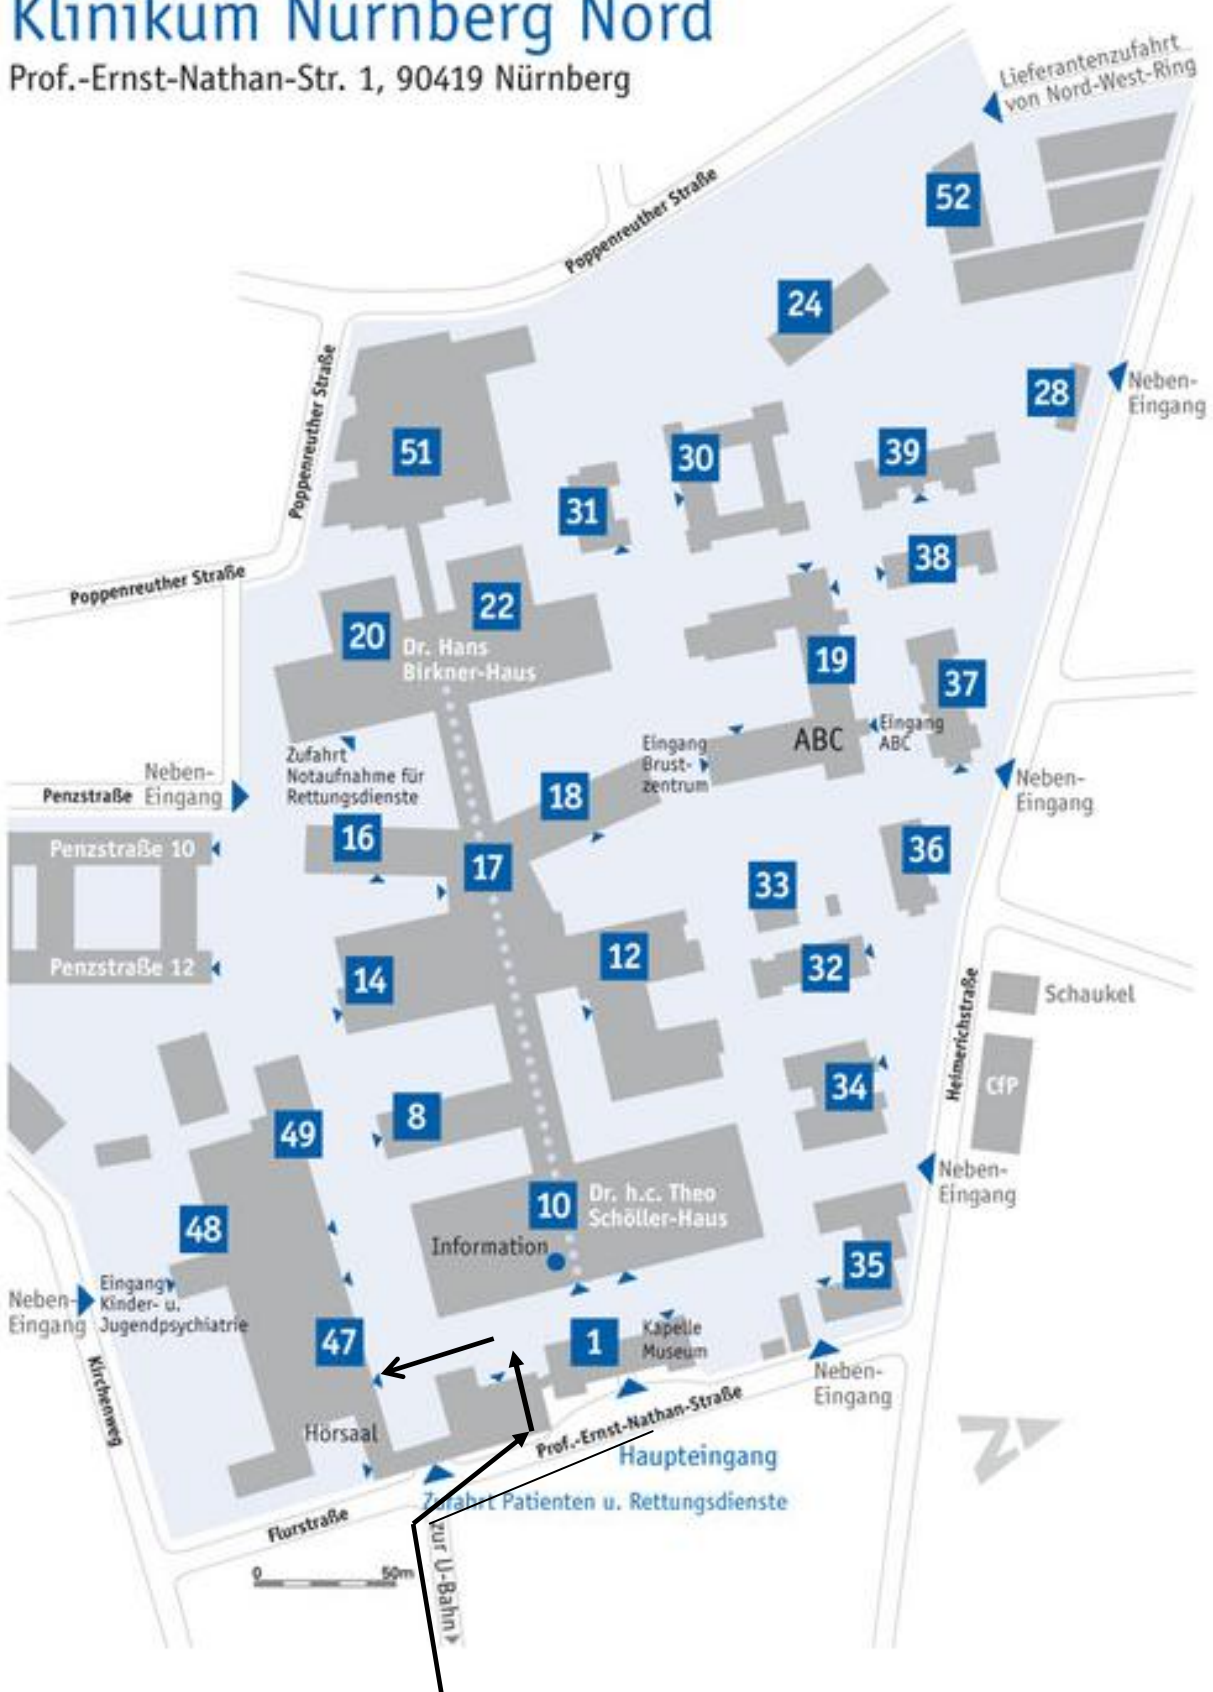 Klinikum Nürnberg Nord
Prof.-Ernst-Nathan-Str. 1, 90419 Nürnberg
Lieferantenzufahrt
von Nord-West-Ring
52
Poppenreuther Straße
24
Poppenreuther Straße
28
Neben-
Eingang
51
30
39
31
38
Poppenreuther Straße
22
20
Dr. Hans
Birkner-Haus
19
37
Eingang
ABC
ABC
Eingang
Brust-
zentrum
Zufahrt
Notaufnahme für
Rettungsdienste
Neben-
Eingang
Penzstraße
Neben-
Eingang
18
16
17
Penzstraße 10
36
33
12
32
14
Penzstraße 12
Heimerichstraße
Schaukel
34
CfP
8
49
Neben-
Eingang
10
Dr. h.c. Theo
Schöller-Haus
48
Information
35
Neben-
Eingang
Eingang
Kinder- u.
Jugendpsychiatrie
47
1
Kapelle
Museum
Neben-
Eingang
Kirchenweg
Hörsaal
Prof.-Ernst-Nathan-Straße
Haupteingang
Zufahrt Patienten u. Rettungsdienste
Flurstraße
zur U-Bahn
0 50m
N